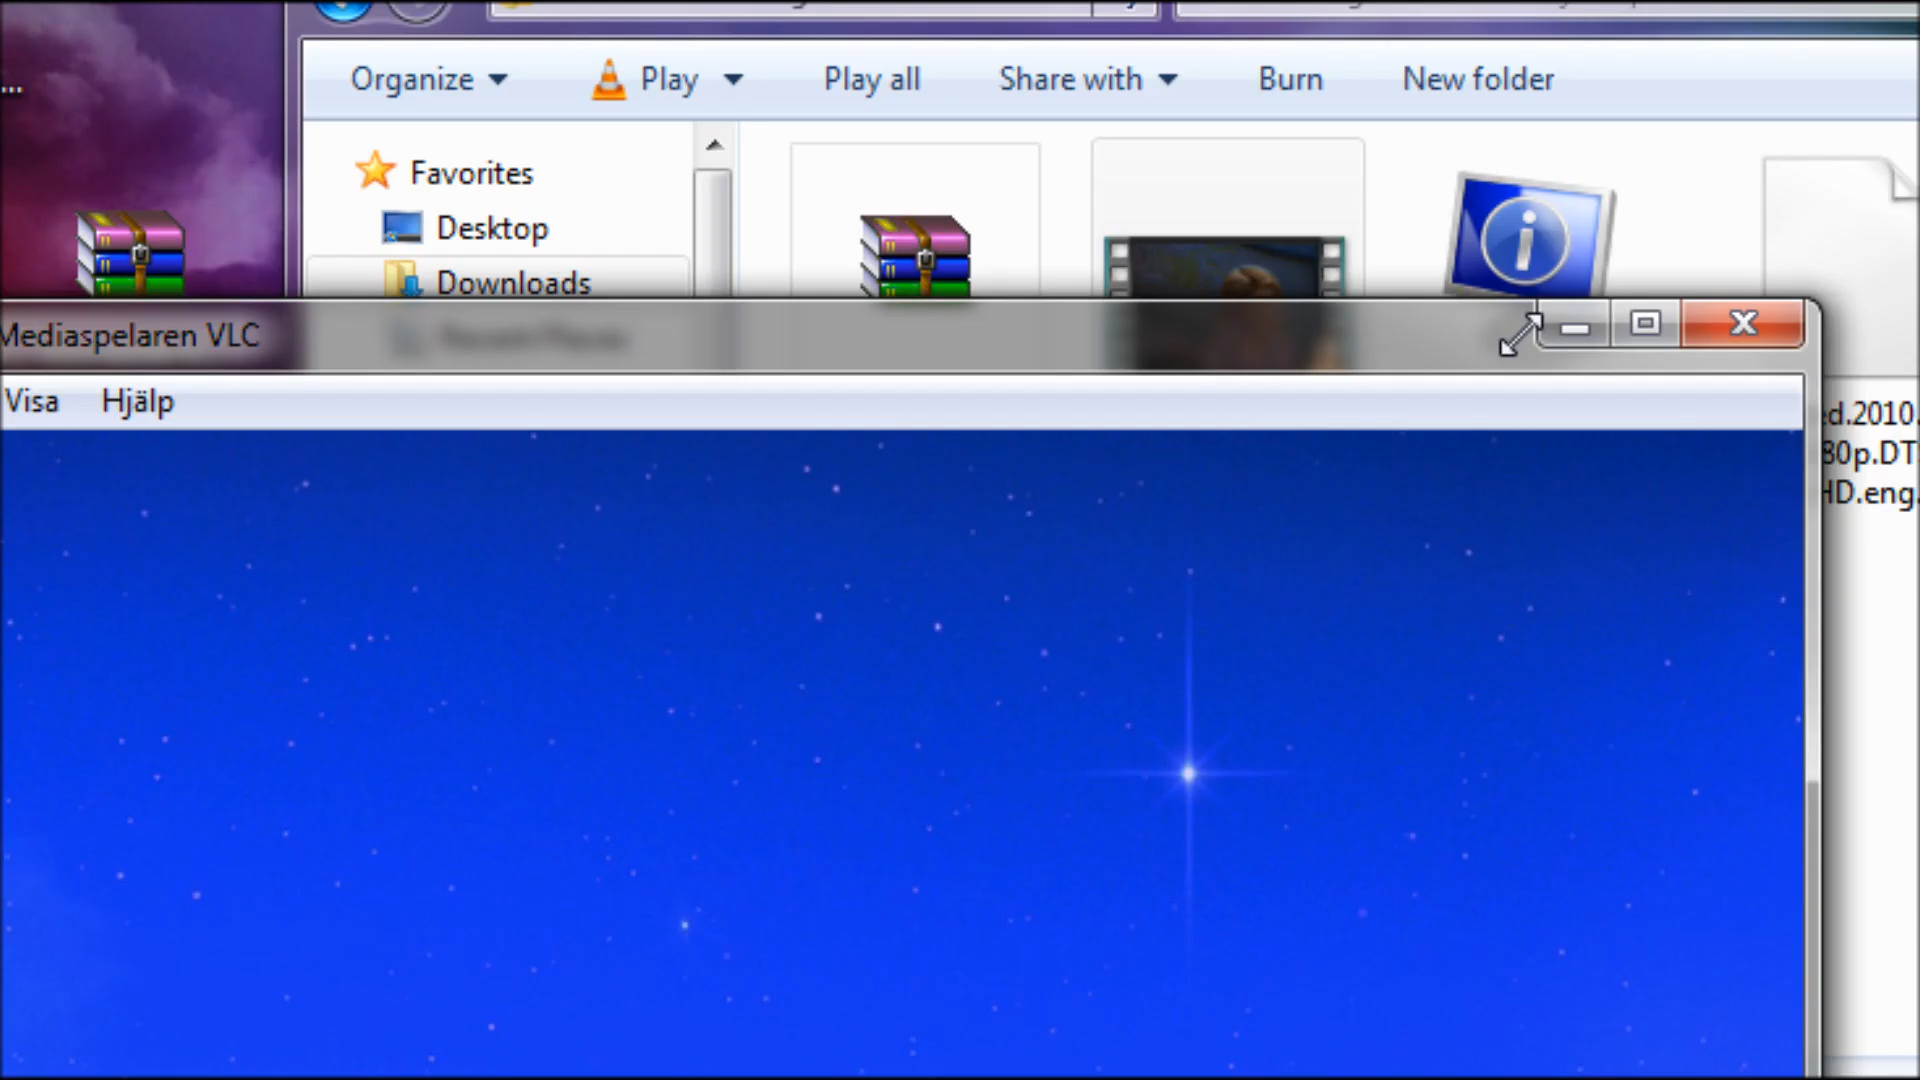 ...
Organize Play Play all Share with Burn New folder
Favorites
Desktop
Downloads
Mediaspelaren VLC
Visa Hjälp
ed.2010.
80p.DT
HD.eng.